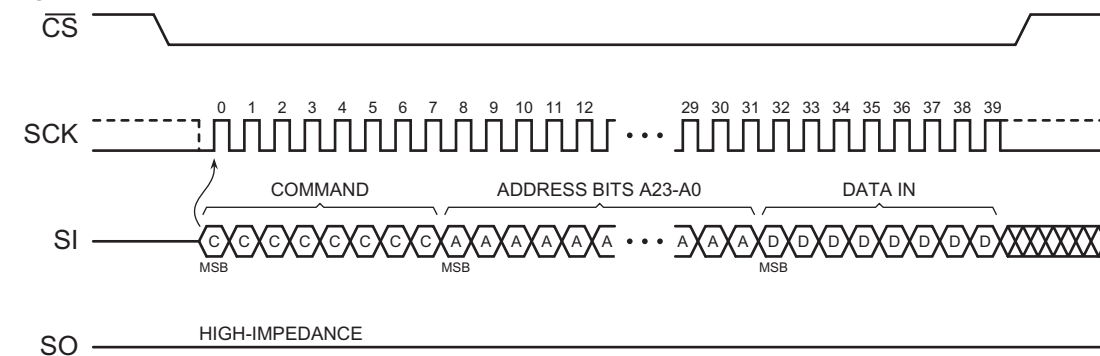 CS
0 1 2 3 4 5 6 7 8 9 10 11 12 29 30 31 32 33 34 35 36 37 38 39
SCK
COMMAND ADDRESS BITS A23-A0 DATA IN
SI C C C C C C C C A A A A A A A A A D D D D D D D D
MSB MSB MSB
HIGH-IMPEDANCE
SO